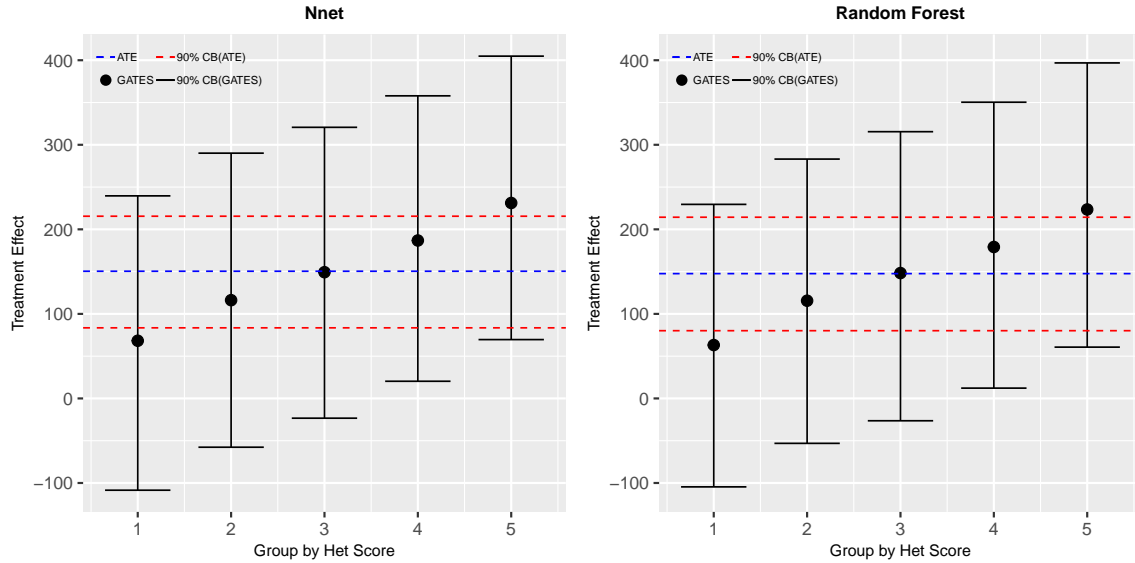 Nnet
ATE 90% CB(ATE)
GATES 90% CB(GATES)
400
300
200
100
0
−100
1 2 3 4 5
Group by Het Score
Treatment Effect
Random Forest
ATE 90% CB(ATE)
GATES 90% CB(GATES)
400
300
200
100
0
−100
1 2 3 4 5
Group by Het Score
Treatment Effect